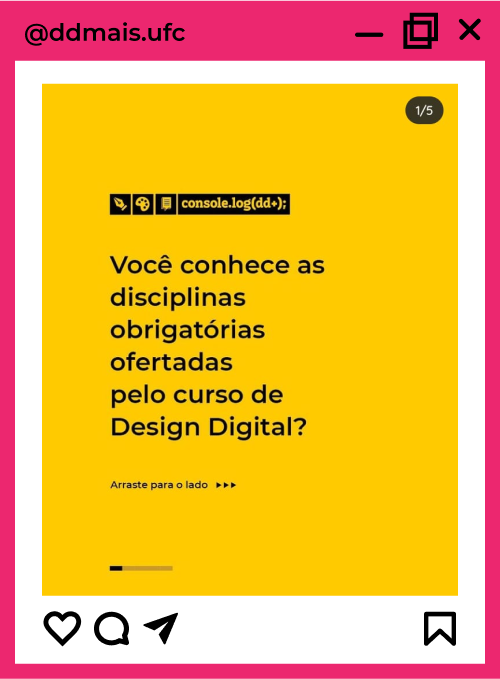 @ddmais.ufc
1/5
console.log(dd+);
Você conhece as
disciplinas
obrigatórias
ofertadas
pelo curso de
Design Digital?
Arraste para o lado